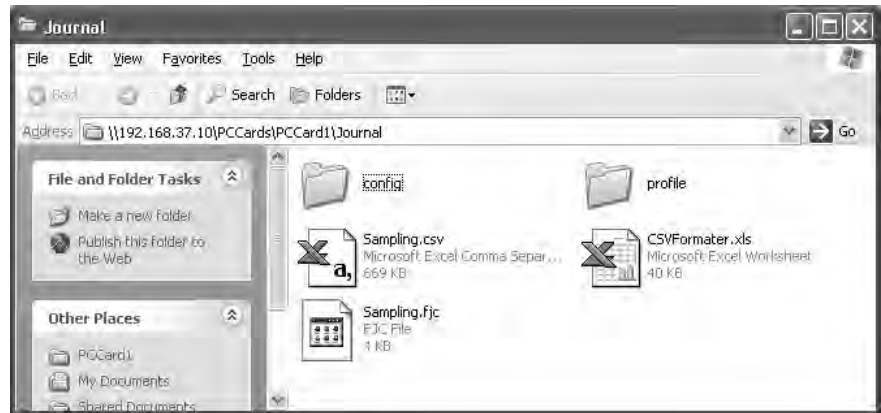 Journal
File Edit View Favorites Tools Help
Back Search Folders
Address \\192.168.37.10\PCCards\PCCard1\Journal Go
File and Folder Tasks
Make a new folder
Publish this folder to
the Web
Other Places
PCCard1
My Documents
Shared Documents
config
profile
Sampling.csv
Microsoft Excel Comma Separ...
669 KB
CSVFormater.xls
Microsoft Excel Worksheet
40 KB
Sampling.fjc
FJC File
4 KB